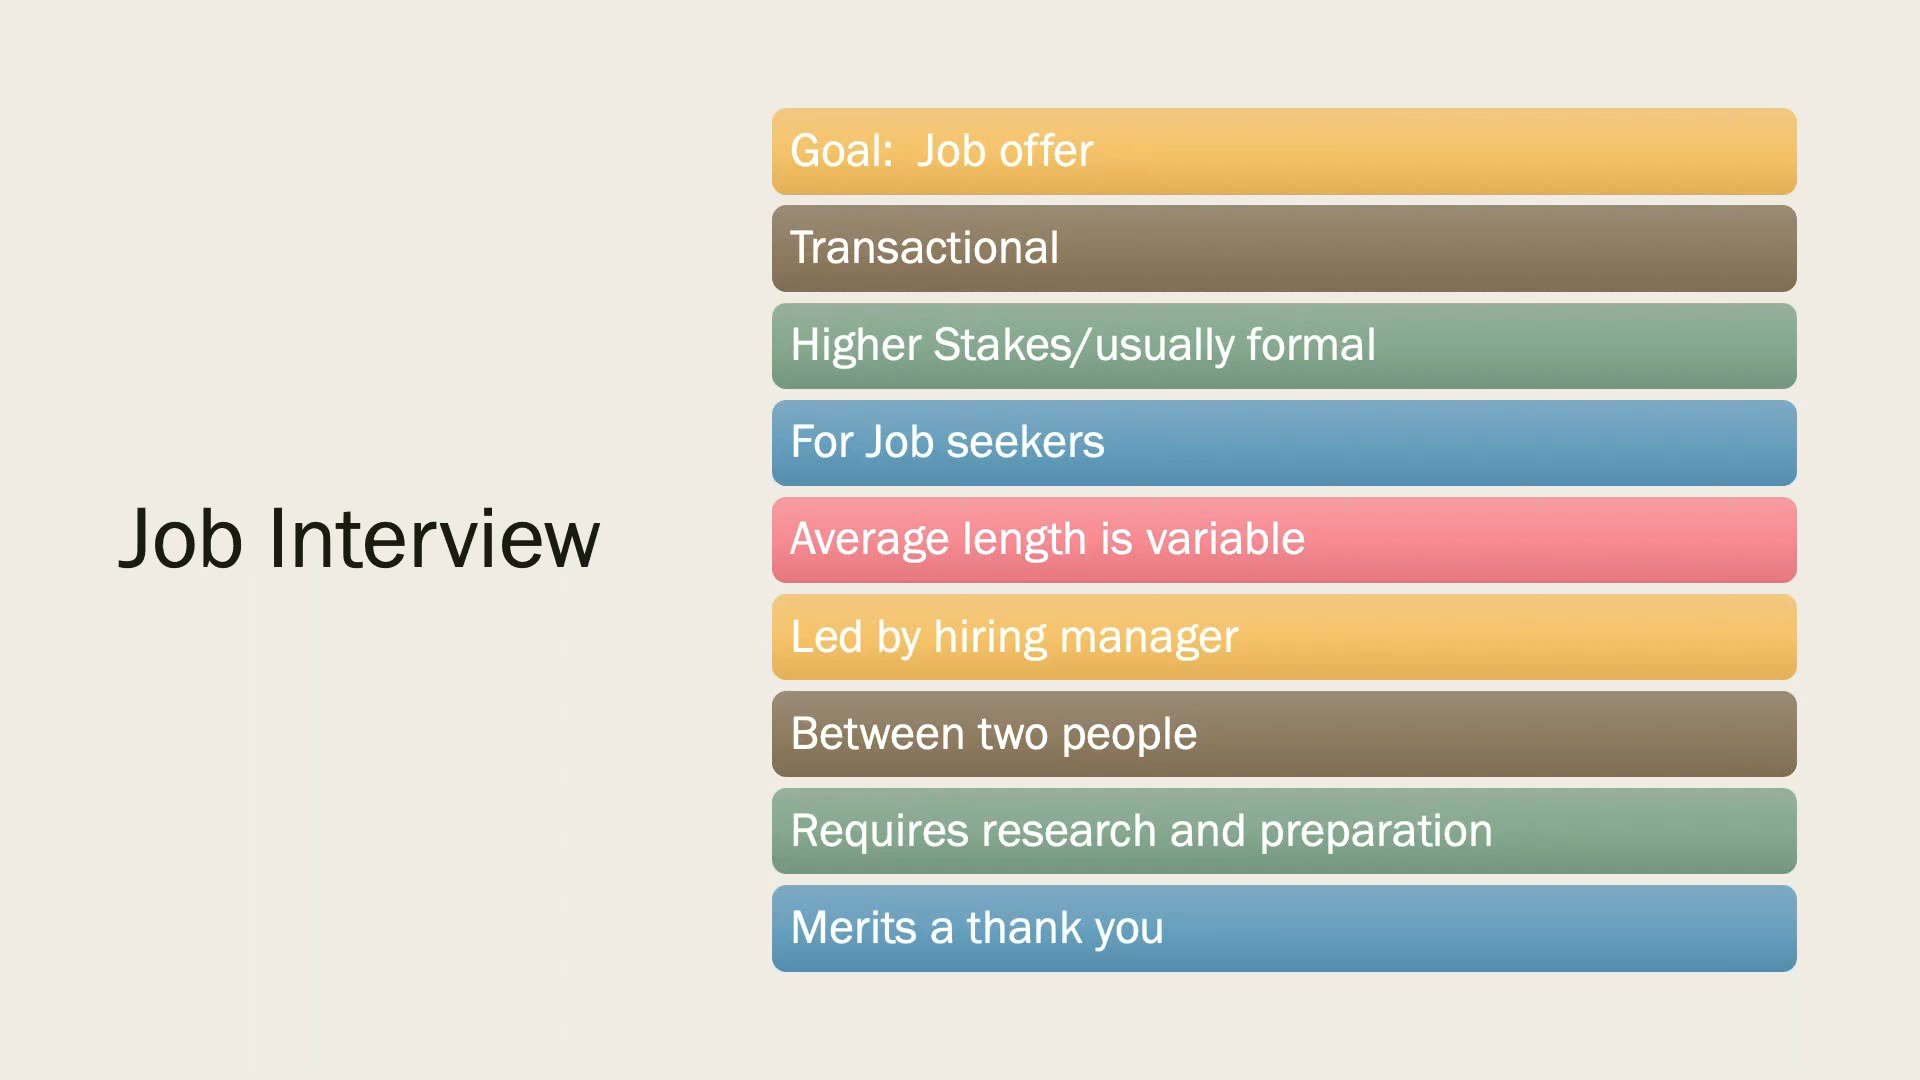 Job Interview
Goal:  Job offer
Transactional
Higher Stakes/usually formal
For Job seekers
Average length is variable
Led by hiring manager
Between two people
Requires research and preparation
Merits a thank you